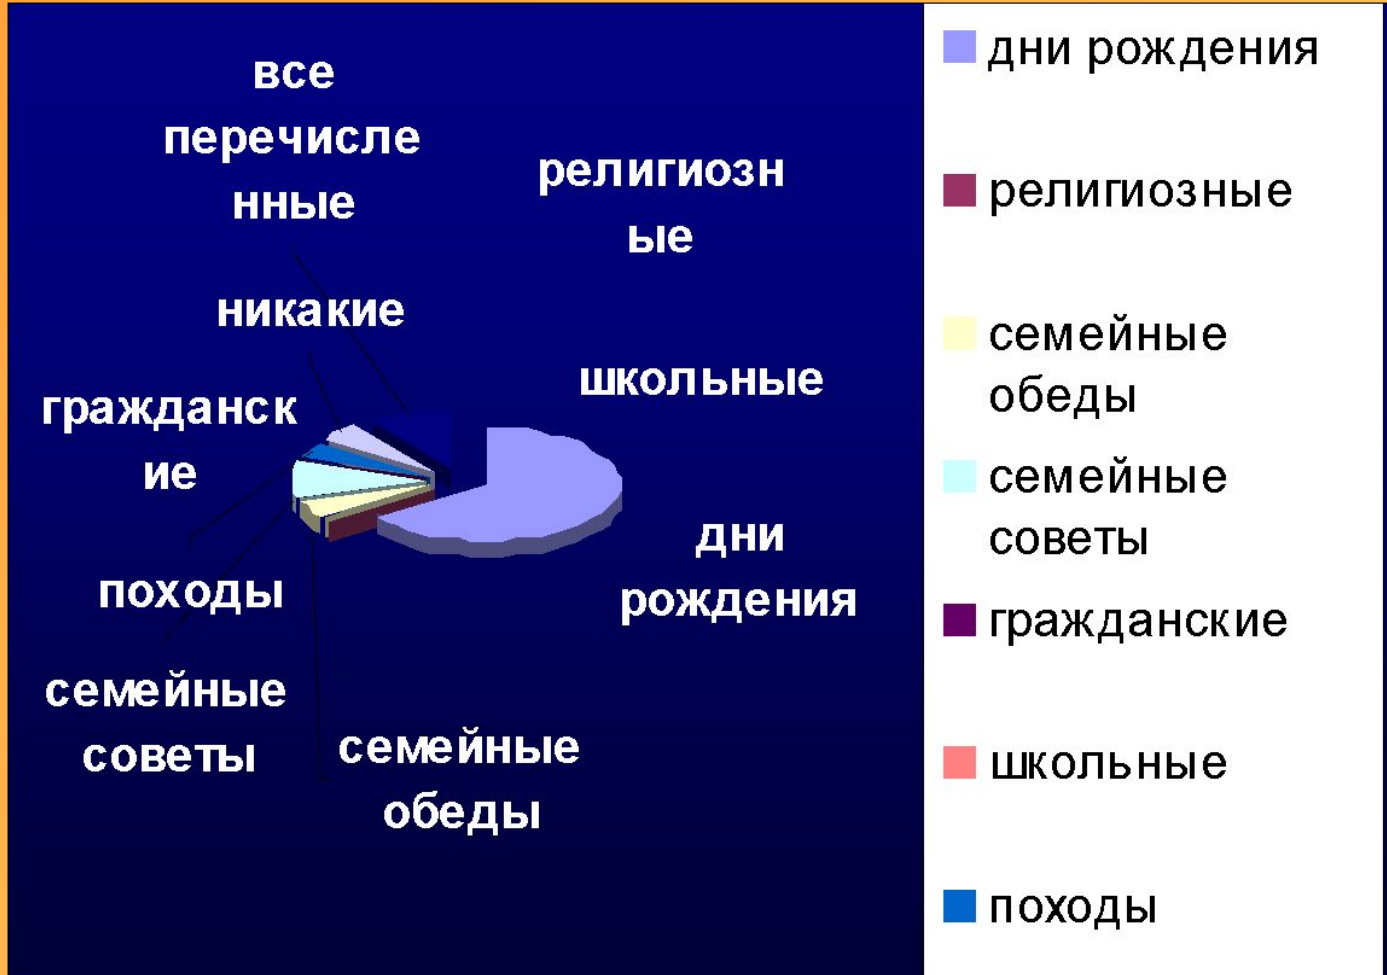 все
перечисле
нные
религиозн
ые
никакие
школьные
гражданск
ие
дни
рождения
походы
семейные
советы
семейные
обеды
дни рождения
религиозные
семейные
обеды
семейные
советы
гражданские
школьные
походы